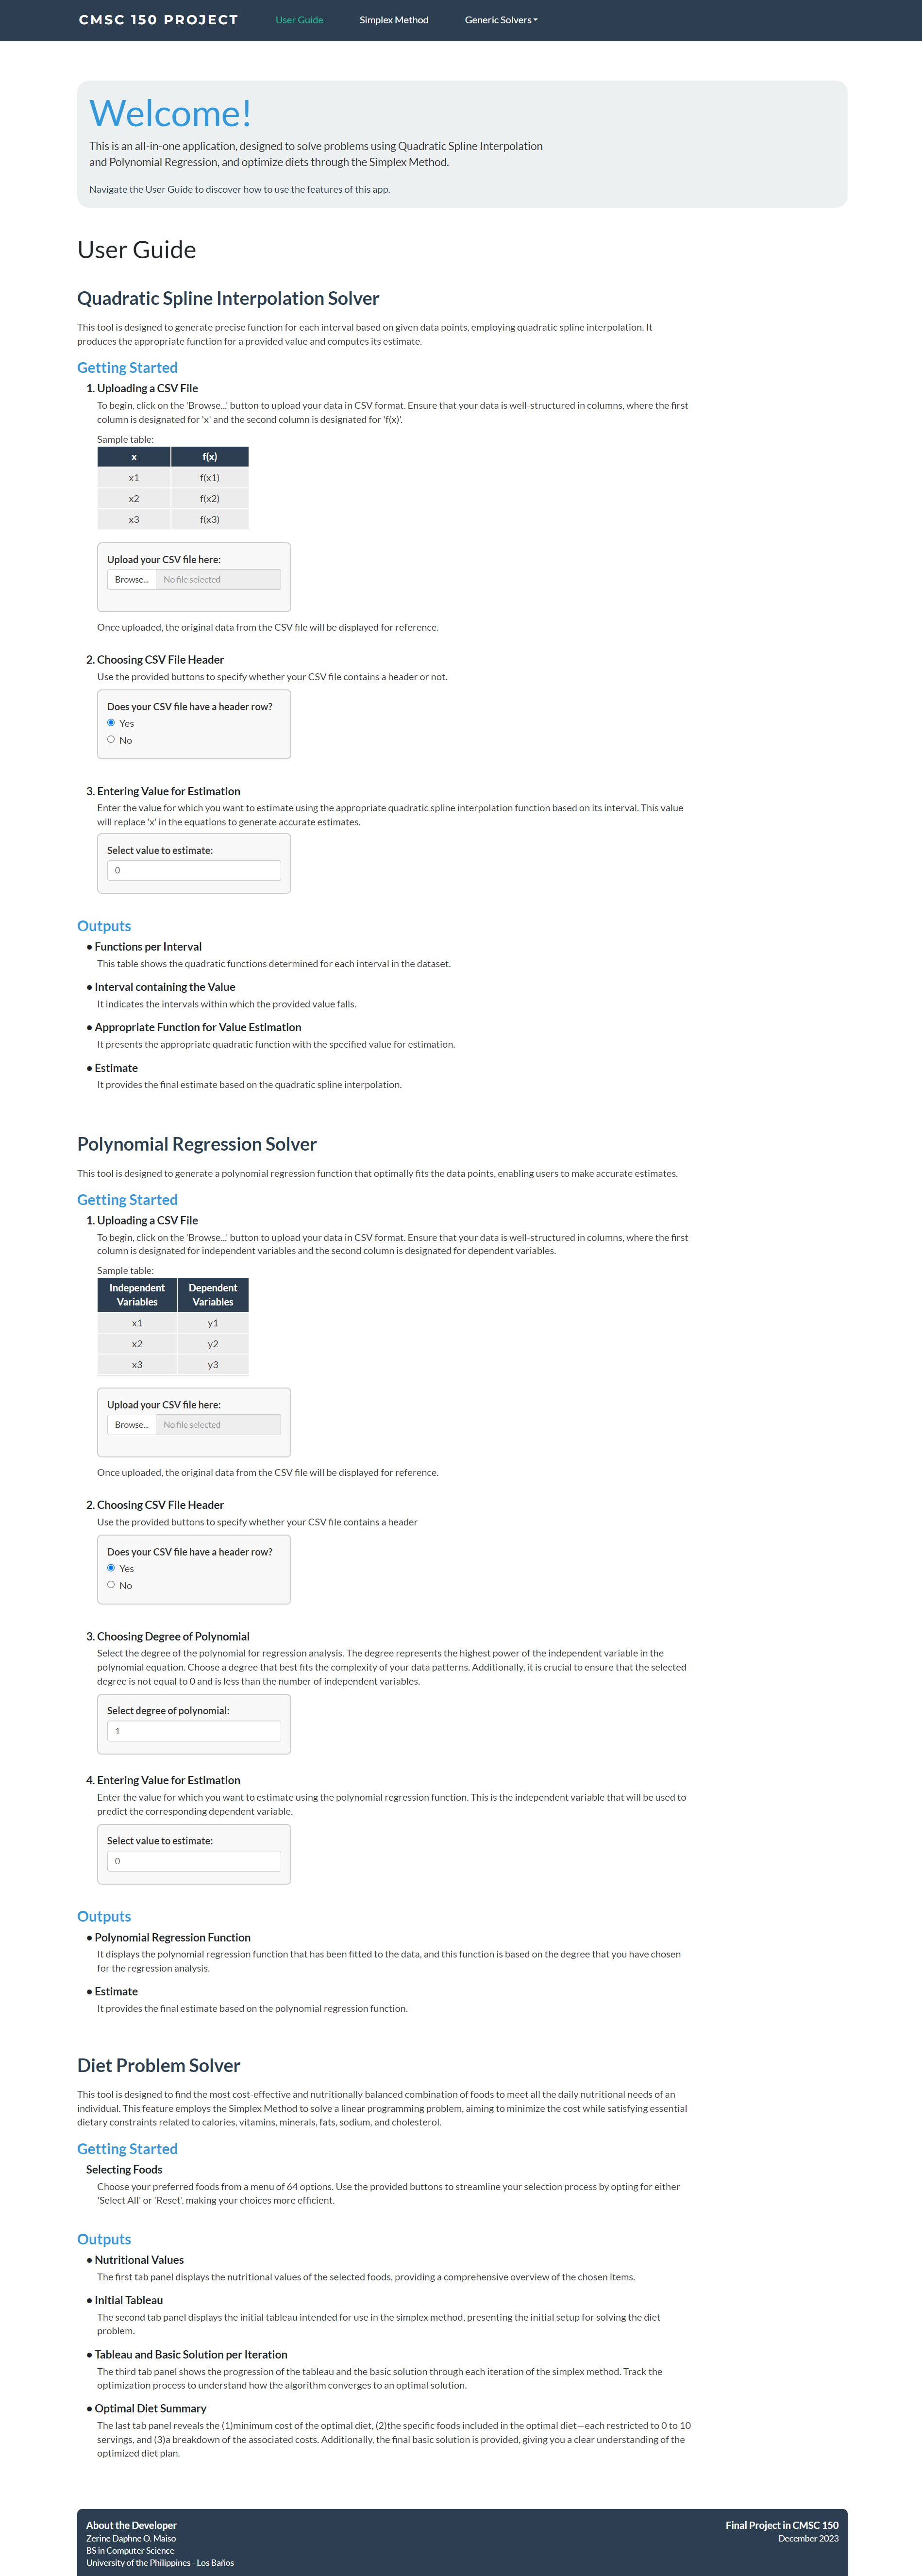 CMSC 150 PROJECT User Guide Simplex Method Generic Solvers
Welcome!
This is an all-in-one application, designed to solve problems using Quadratic Spline Interpolation
and Polynomial Regression, and optimize diets through the Simplex Method.
Navigate the User Guide to discover how to use the features of this app.
User Guide
Quadratic Spline Interpolation Solver
This tool is designed to generate precise function for each interval based on given data points, employing quadratic spline interpolation. It
produces the appropriate function for a provided value and computes its estimate.
Getting Started
1. Uploading a CSV File
To begin, click on the 'Browse...' button to upload your data in CSV format. Ensure that your data is well-structured in columns, where the first
column is designated for 'x' and the second column is designated for 'f(x)'.
Sample table:
x f(x)
x1 f(x1)
x2 f(x2)
x3 f(x3)
Upload your CSV file here:
Browse... No file selected
Once uploaded, the original data from the CSV file will be displayed for reference.
2. Choosing CSV File Header
Use the provided buttons to specify whether your CSV file contains a header or not.
Does your CSV file have a header row?
Yes
No
3. Entering Value for Estimation
Enter the value for which you want to estimate using the appropriate quadratic spline interpolation function based on its interval. This value
will replace 'x' in the equations to generate accurate estimates.
Select value to estimate:
0
Outputs
• Functions per Interval
This table shows the quadratic functions determined for each interval in the dataset.
• Interval containing the Value
It indicates the intervals within which the provided value falls.
• Appropriate Function for Value Estimation
It presents the appropriate quadratic function with the specified value for estimation.
• Estimate
It provides the final estimate based on the quadratic spline interpolation.
Polynomial Regression Solver
This tool is designed to generate a polynomial regression function that optimally fits the data points, enabling users to make accurate estimates.
Getting Started
1. Uploading a CSV File
To begin, click on the 'Browse...' button to upload your data in CSV format. Ensure that your data is well-structured in columns, where the first
column is designated for independent variables and the second column is designated for dependent variables.
Sample table:
Independent Dependent
Variables Variables
x1 y1
x2 y2
x3 y3
Upload your CSV file here:
Browse... No file selected
Once uploaded, the original data from the CSV file will be displayed for reference.
2. Choosing CSV File Header
Use the provided buttons to specify whether your CSV file contains a header
Does your CSV file have a header row?
Yes
No
3. Choosing Degree of Polynomial
Select the degree of the polynomial for regression analysis. The degree represents the highest power of the independent variable in the
polynomial equation. Choose a degree that best fits the complexity of your data patterns. Additionally, it is crucial to ensure that the selected
degree is not equal to 0 and is less than the number of independent variables.
Select degree of polynomial:
1
4. Entering Value for Estimation
Enter the value for which you want to estimate using the polynomial regression function. This is the independent variable that will be used to
predict the corresponding dependent variable.
Select value to estimate:
0
Outputs
• Polynomial Regression Function
It displays the polynomial regression function that has been fitted to the data, and this function is based on the degree that you have chosen
for the regression analysis.
• Estimate
It provides the final estimate based on the polynomial regression function.
Diet Problem Solver
This tool is designed to find the most cost-effective and nutritionally balanced combination of foods to meet all the daily nutritional needs of an
individual. This feature employs the Simplex Method to solve a linear programming problem, aiming to minimize the cost while satisfying essential
dietary constraints related to calories, vitamins, minerals, fats, sodium, and cholesterol.
Getting Started
Selecting Foods
Choose your preferred foods from a menu of 64 options. Use the provided buttons to streamline your selection process by opting for either
'Select All' or 'Reset', making your choices more efficient.
Outputs
• Nutritional Values
The first tab panel displays the nutritional values of the selected foods, providing a comprehensive overview of the chosen items.
• Initial Tableau
The second tab panel displays the initial tableau intended for use in the simplex method, presenting the initial setup for solving the diet
problem.
• Tableau and Basic Solution per Iteration
The third tab panel shows the progression of the tableau and the basic solution through each iteration of the simplex method. Track the
optimization process to understand how the algorithm converges to an optimal solution.
• Optimal Diet Summary
The last tab panel reveals the (1)minimum cost of the optimal diet, (2)the specific foods included in the optimal diet—each restricted to 0 to 10
servings, and (3)a breakdown of the associated costs. Additionally, the final basic solution is provided, giving you a clear understanding of the
optimized diet plan.
About the Developer Final Project in CMSC 150
Zerine Daphne O. Maiso December 2023
BS in Computer Science
University of the Philippines - Los Baños